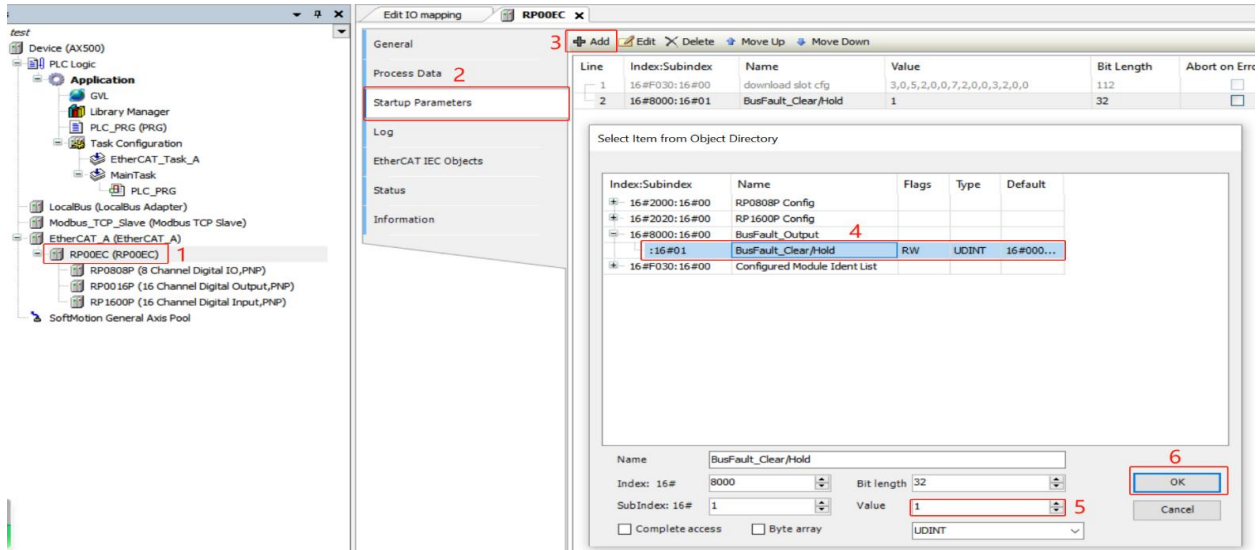 test
Device (AX500)
PLC Logic
Application
GVL
Library Manager
PLC_PRG (PRG)
Task Configuration
EtherCAT_Task_A
MainTask
PLC_PRG
LocalBus (LocalBus Adapter)
Modbus_TCP_Slave (Modbus TCP Slave)
EtherCAT_A (EtherCAT_A)
RP00EC (RP00EC) 1
RP0808P (8 Channel Digital IO,PNP)
RP0016P (16 Channel Digital Output,PNP)
RP1600P (16 Channel Digital Input,PNP)
SoftMotion General Axis Pool
Edit IO mapping RP00EC
General
Process Data 2
Startup Parameters
Log
EtherCAT IEC Objects
Status
Information
3 Add Edit Delete Move Up Move Down
Line Index:Subindex Name Value Bit Length Abort on Erro
1 16#F030:16#00 download slot cfg 3,0,5,2,0,0,7,2,0,0,3,2,0,0 112
2 16#8000:16#01 BusFault_Clear/Hold 1 32
Select Item from Object Directory
Index:Subindex Name Flags Type Default
16#2000:16#00 RP0808P Config
16#2020:16#00 RP1600P Config
16#8000:16#00 BusFault_Output 4
:16#01 BusFault_Clear/Hold RW UDINT 16#000...
16#F030:16#00 Configured Module Ident List
Name BusFault_Clear/Hold 6
Index: 16# 8000 Bit length 32 OK
SubIndex: 16# 1 Value 1 5 Cancel
Complete access Byte array UDINT